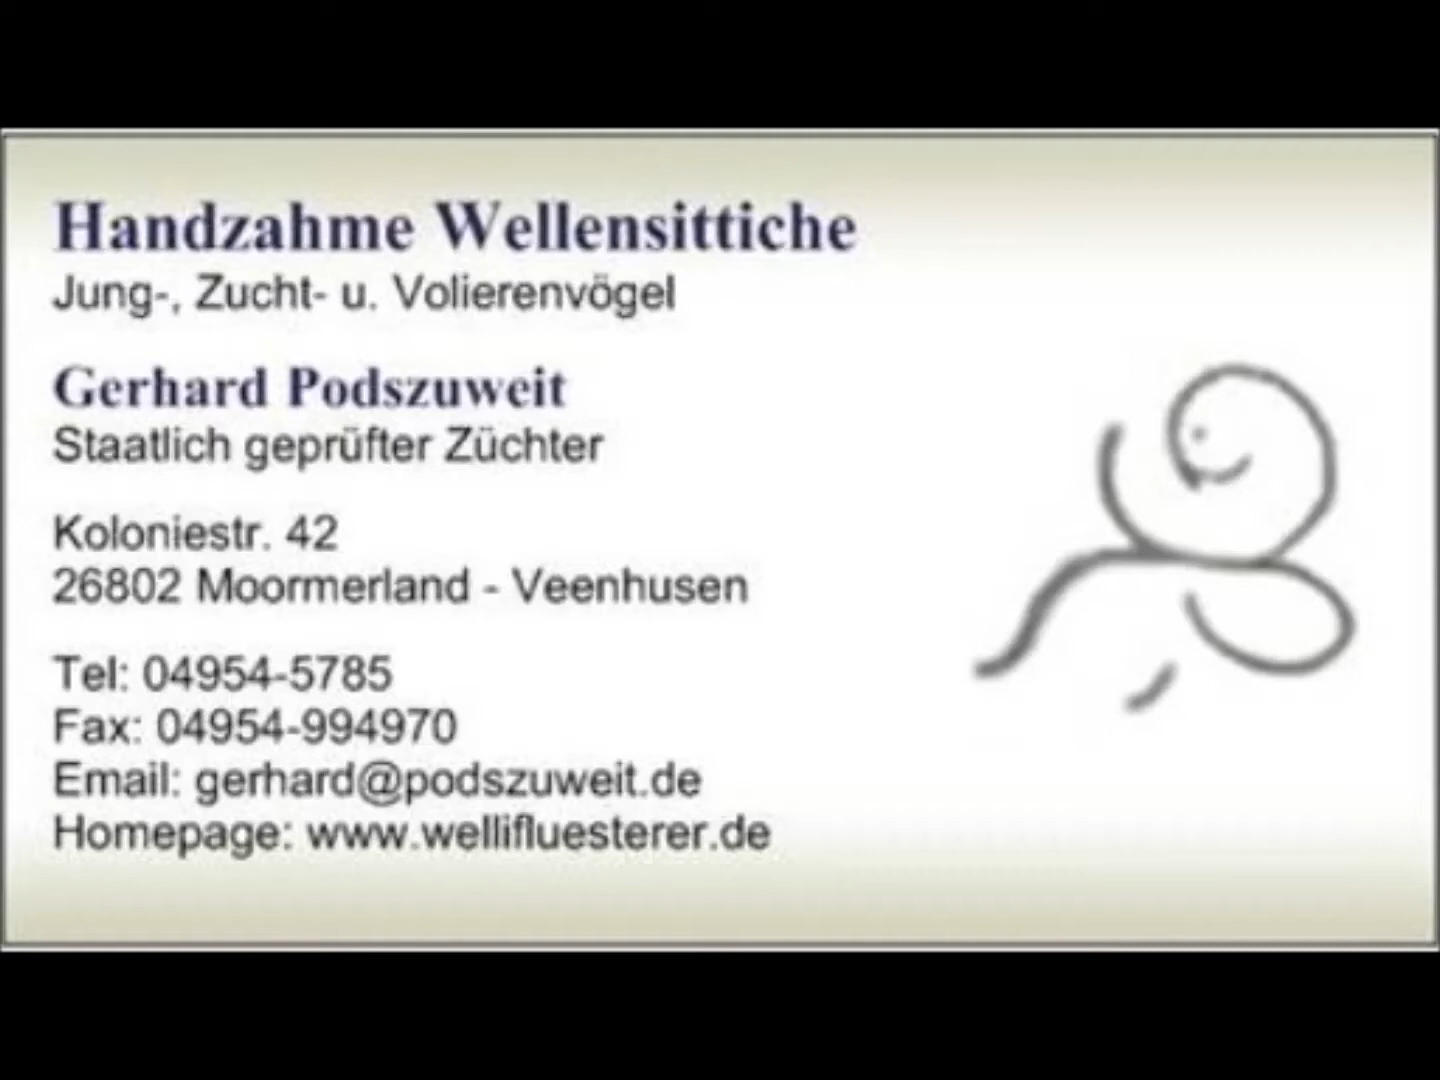 Handzahme Wellensittiche
Jung-, Zucht- u. Volierenvögel
Gerhard Podszuweit
Staatlich geprüfter Züchter
Koloniestr. 42
26802 Moormerland - Veenhusen
Tel: 04954-5785
Fax: 04954-994970
Email: gerhard@podszuweit.de
Homepage: www.wellifluesterer.de